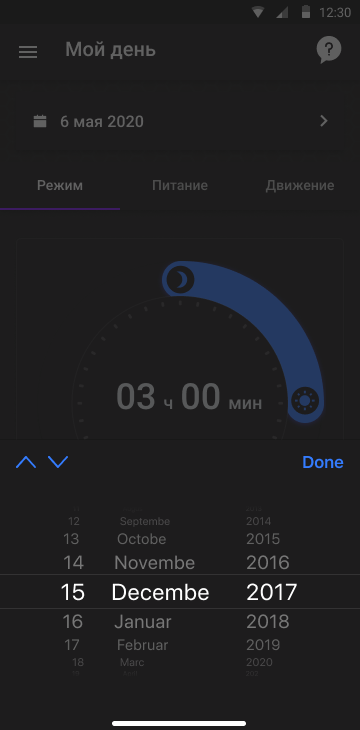 12:30
Мой день
?
6 мая 2020
Режим Питание Движение
03 ч 00 мин
Done
12 Septembe 2014
13 Octobe 2015
14 Novembe 2016
15 Decembe 2017
16 Januar 2018
17 Februar 2019
18 Marc 2020